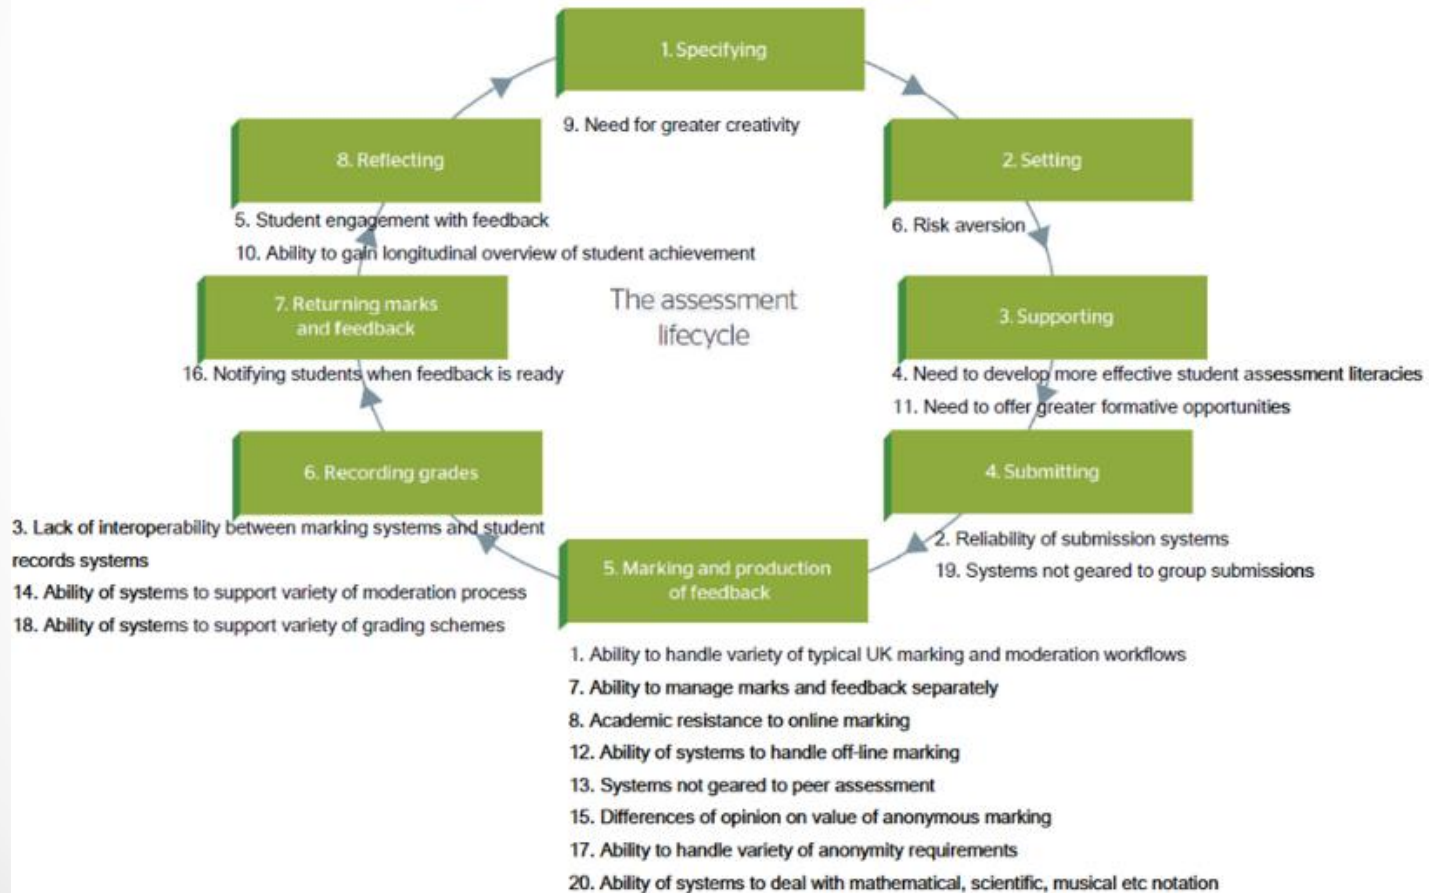 1. Specifying
9. Need for greater creativity
2. Setting
6. Risk aversion
3. Supporting
4. Need to develop more effective student assessment literacies
11. Need to offer greater formative opportunities
4. Submitting
2. Reliability of submission systems
19. Systems not geared to group submissions
5. Marking and production
of feedback
1. Ability to handle variety of typical UK marking and moderation workflows
7. Ability to manage marks and feedback separately
8. Academic resistance to online marking
12. Ability of systems to handle off-line marking
13. Systems not geared to peer assessment
15. Differences of opinion on value of anonymous marking
17. Ability to handle variety of anonymity requirements
20. Ability of systems to deal with mathematical, scientific, musical etc notation
6. Recording grades
3. Lack of interoperability between marking systems and student
records systems
14. Ability of systems to support variety of moderation process
18. Ability of systems to support variety of grading schemes
7. Returning marks
and feedback
16. Notifying students when feedback is ready
8. Reflecting
5. Student engagement with feedback
10. Ability to gain longitudinal overview of student achievement
The assessment
lifecycle